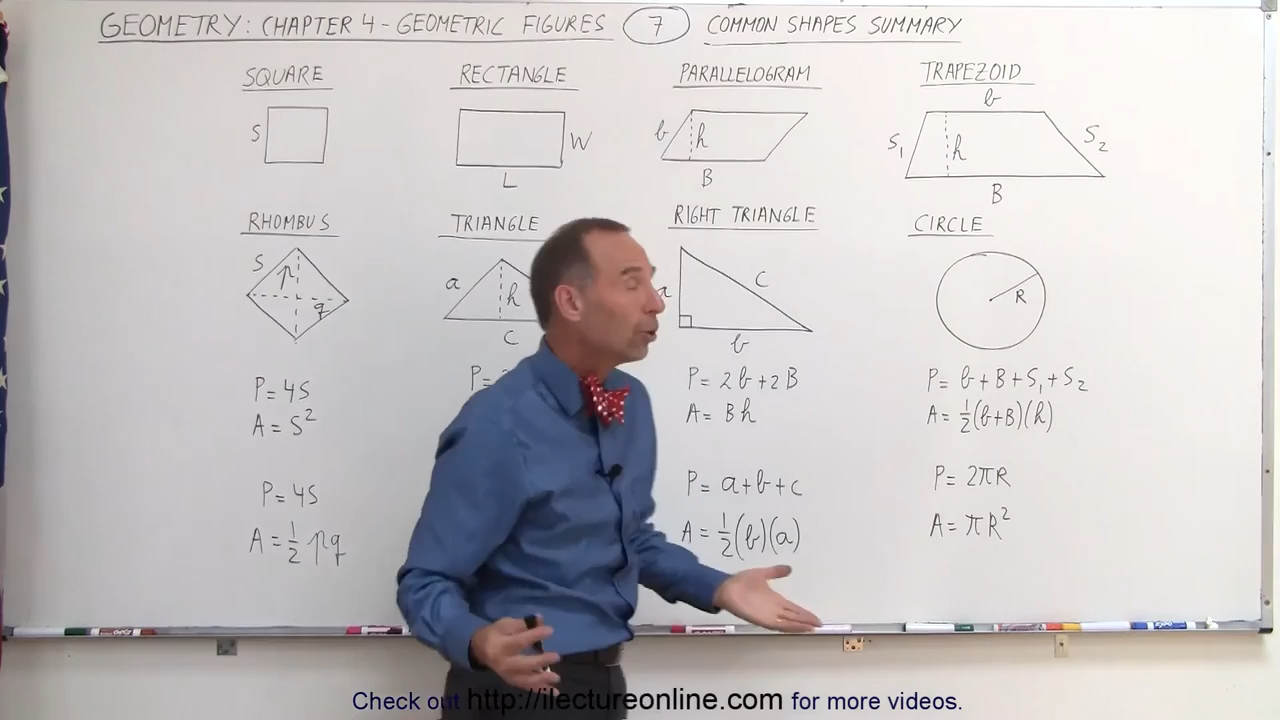 GEOMETRY: CHAPTER 4 - GEOMETRIC FIGURES 7 COMMON SHAPES SUMMARY
SQUARE RECTANGLE PARALLELOGRAM TRAPEZOID
b
S W b h S₁ h S₂
L B B
RHOMBUS TRIANGLE RIGHT TRIANGLE CIRCLE
S p q a h c a c b R
P = 4S P = 2b + 2B P = b + B + S₁ + S₂
A = S² A = Bh A = ½(b+B)(h)
P = 4S P = a + b + c P = 2πR
A = ½ pq A = ½(b)(a) A = πR²
Check out http://ilectureonline.com for more videos.